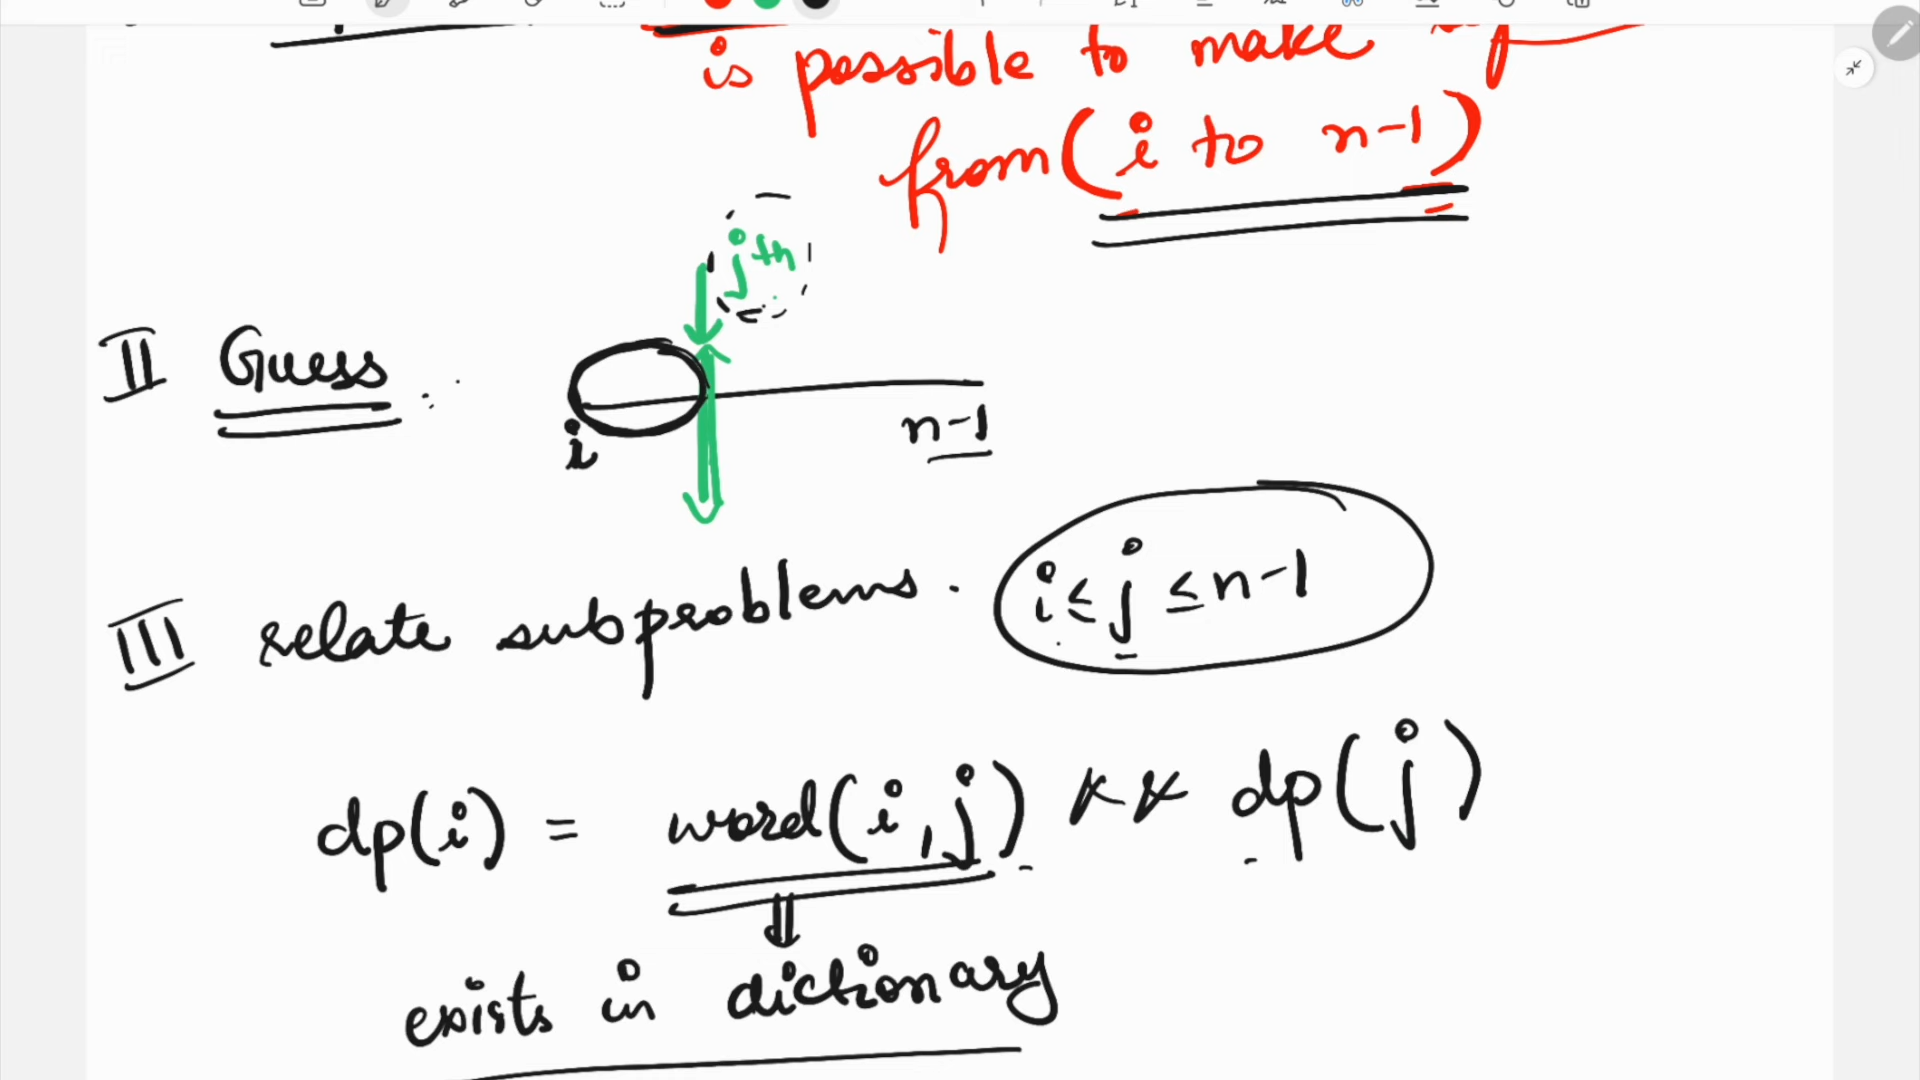 is possible to make
from (i to n-1)
jth
II Guess :
i
n-1
III relate subproblems.
i ≤ j ≤ n-1
dp(i) = word(i,j) && dp(j)
exists in dictionary